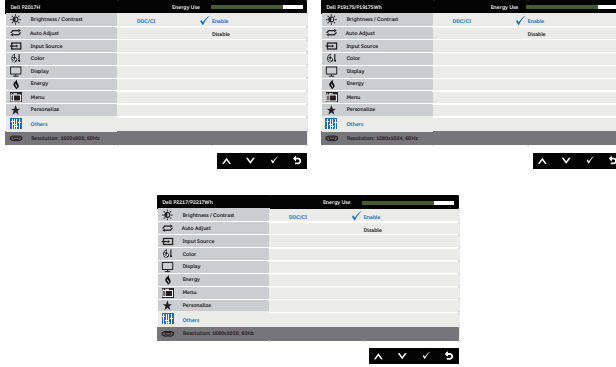 Dell P2017H Energy Use
Brightness / Contrast DDC/CI Enable
Auto Adjust Disable
Input Source
Color
Display
Energy
Menu
Personalize
Others
Resolution: 1600x900, 60Hz
Dell P1917S/P1917SWh Energy Use
Brightness / Contrast DDC/CI Enable
Auto Adjust Disable
Input Source
Color
Display
Energy
Menu
Personalize
Others
Resolution: 1280x1024, 60Hz
Dell P2217/P2217Wh Energy Use
Brightness / Contrast DDC/CI Enable
Auto Adjust Disable
Input Source
Color
Display
Energy
Menu
Personalize
Others
Resolution: 1680x1050, 60Hz